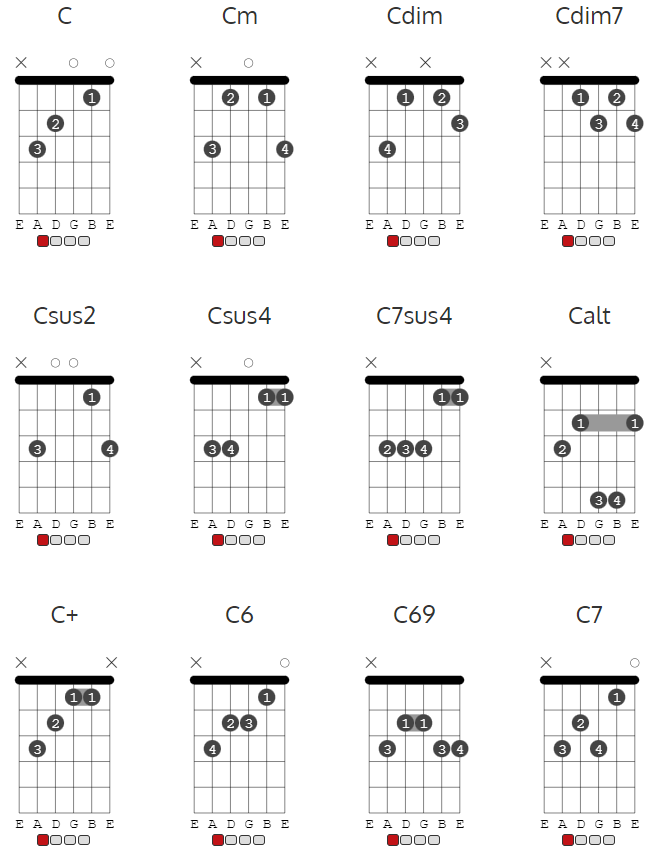 C Cm Cdim Cdim7
1 2 1 1 2 1 2
2 3 3 4
3 3 4 4
E A D G B E E A D G B E E A D G B E E A D G B E
Csus2 Csus4 C7sus4 Calt
1 1 1 1 1
1 1
3 4 3 4 2 3 4 2
3 4
E A D G B E E A D G B E E A D G B E E A D G B E
C+ C6 C69 C7
1 1 1 1
2 2 3 1 1 2
3 4 3 3 4 3 4
E A D G B E E A D G B E E A D G B E E A D G B E